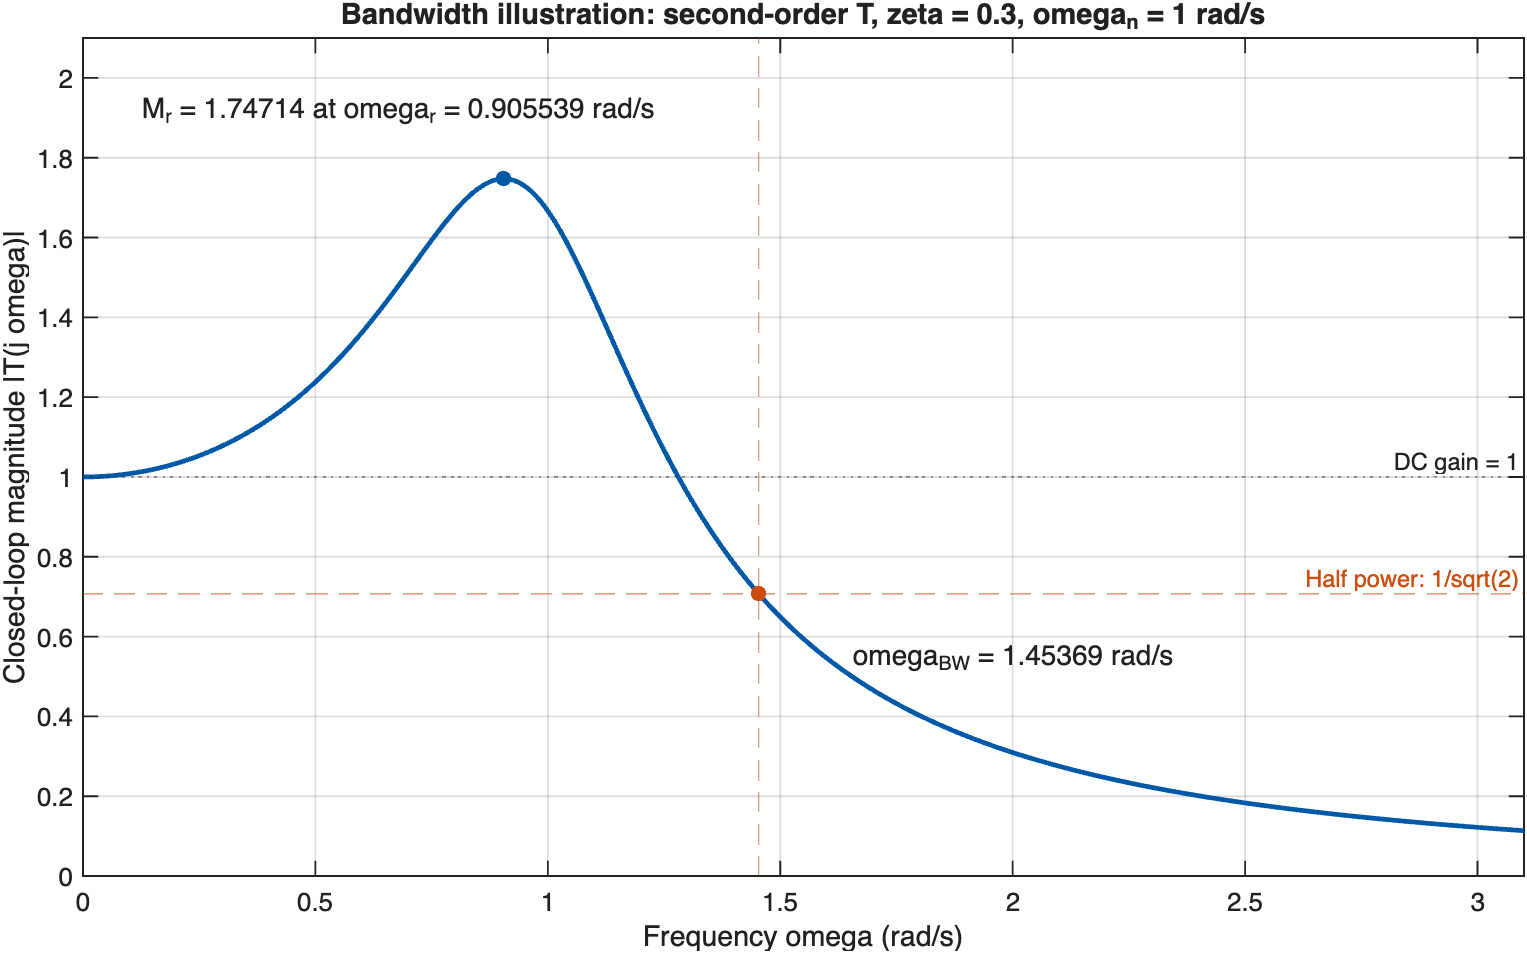 Bandwidth illustration: second-order T, zeta = 0.3, omegaₙ = 1 rad/s
Mᵣ = 1.74714 at omegaᵣ = 0.905539 rad/s
DC gain = 1
Half power: 1/sqrt(2)
omega_BW = 1.45369 rad/s
Closed-loop magnitude |T(j omega)|
2
1.8
1.6
1.4
1.2
1
0.8
0.6
0.4
0.2
0
0 0.5 1 1.5 2 2.5 3
Frequency omega (rad/s)